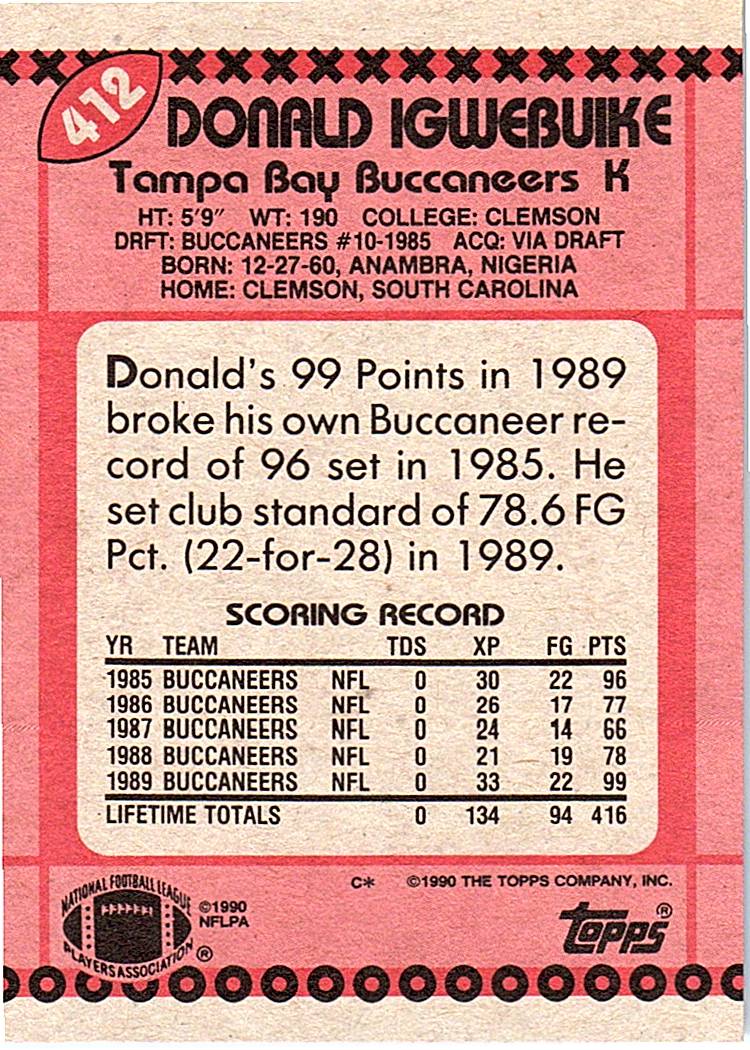 412
DONALD IGWEBUIKE
Tampa Bay Buccaneers K
HT: 5'9" WT: 190 COLLEGE: CLEMSON
DRFT: BUCCANEERS #10-1985 ACQ: VIA DRAFT
BORN: 12-27-60, ANAMBRA, NIGERIA
HOME: CLEMSON, SOUTH CAROLINA
Donald's 99 Points in 1989
broke his own Buccaneer re-
cord of 96 set in 1985. He
set club standard of 78.6 FG
Pct. (22-for-28) in 1989.
SCORING RECORD
YR TEAM TDS XP FG PTS
1985 BUCCANEERS NFL 0 30 22 96
1986 BUCCANEERS NFL 0 26 17 77
1987 BUCCANEERS NFL 0 24 14 66
1988 BUCCANEERS NFL 0 21 19 78
1989 BUCCANEERS NFL 0 33 22 99
LIFETIME TOTALS 0 134 94 416
C* ©1990 THE TOPPS COMPANY, INC.
NATIONAL FOOTBALL LEAGUE
PLAYERS ASSOCIATION ®
©1990
NFLPA
topps ®